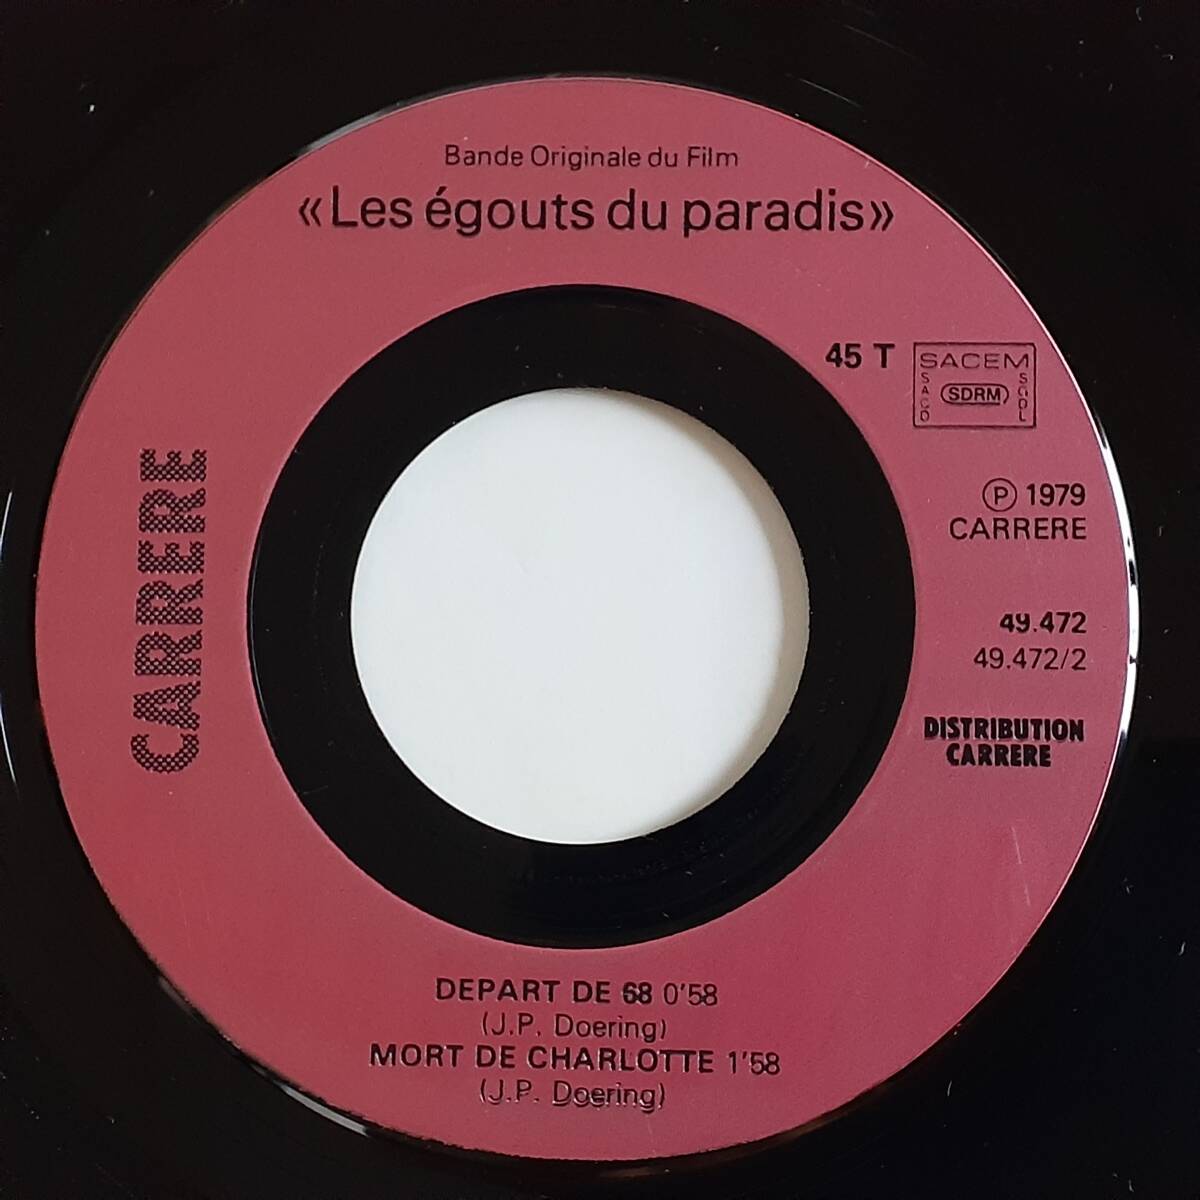 Bande Originale du Film
«Les égouts du paradis»
45 T
SACEM
SACD
SDRM
SGDL
CARRERE
℗ 1979
CARRERE
49.472
49.472/2
DISTRIBUTION
CARRERE
DEPART DE 68 0'58
(J.P. Doering)
MORT DE CHARLOTTE 1'58
(J.P. Doering)